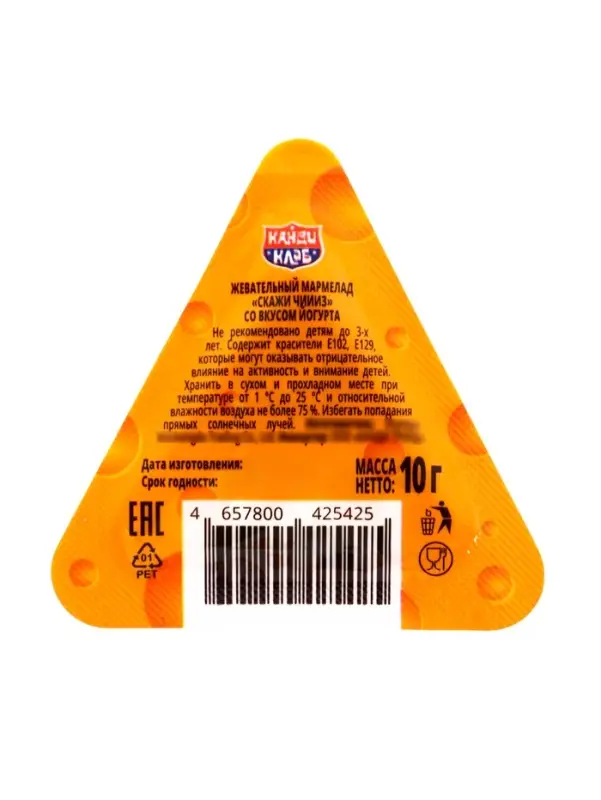 КАНДИ
КЛАБ
ЖЕВАТЕЛЬНЫЙ МАРМЕЛАД
«СКАЖИ ЧИИИЗ»
СО ВКУСОМ ЙОГУРТА
Не рекомендовано детям до 3-х
лет. Содержит красители Е102, Е129,
которые могут оказывать отрицательное
влияние на активность и внимание детей.
Хранить в сухом и прохладном месте при
температуре от 1 °С до 25 °С и относительной
влажности воздуха не более 75 %. Избегать попадания
прямых солнечных лучей.
Дата изготовления:
Срок годности:
МАССА
НЕТТО: 10 г
ЕАС
4 657800 425425
01
PET